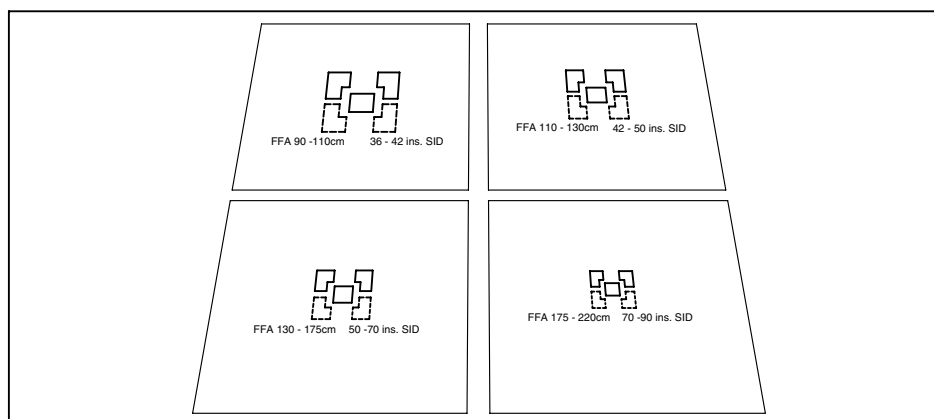 FFA 90 -110cm 36 - 42 ins. SID
FFA 110 - 130cm 42 - 50 ins. SID
FFA 130 - 175cm 50 -70 ins. SID
FFA 175 - 220cm 70 -90 ins. SID